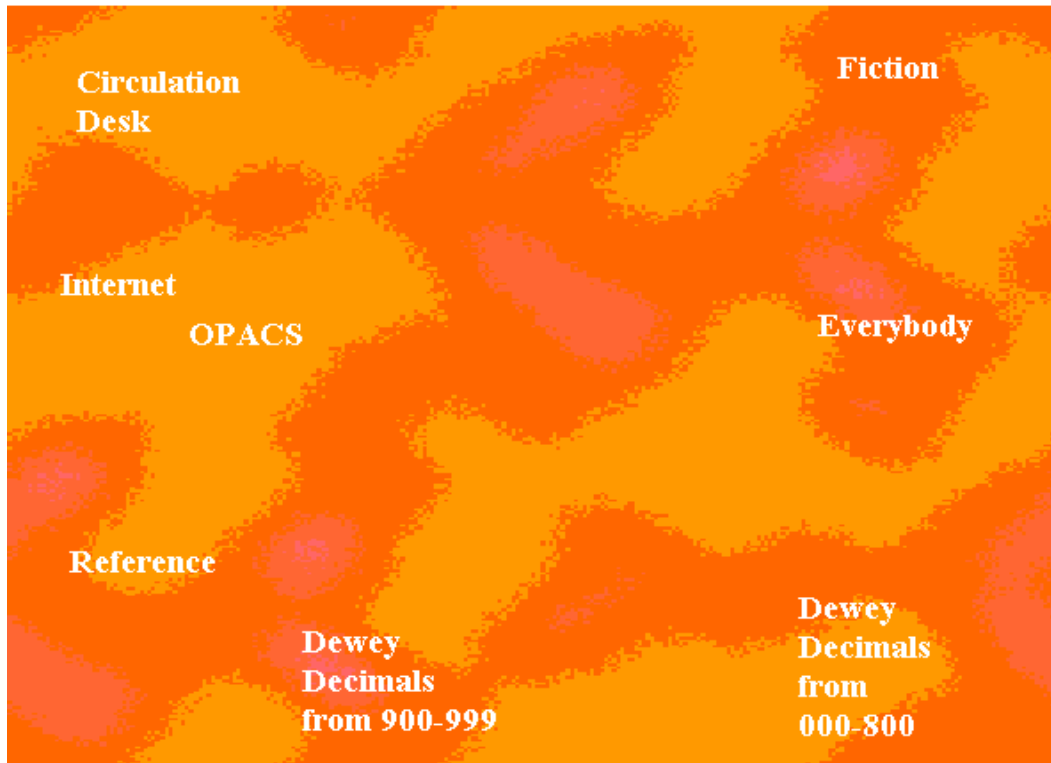 Circulation
Desk
Fiction
Internet
OPACS
Everybody
Reference
Dewey
Decimals
from 900-999
Dewey
Decimals
from
000-800